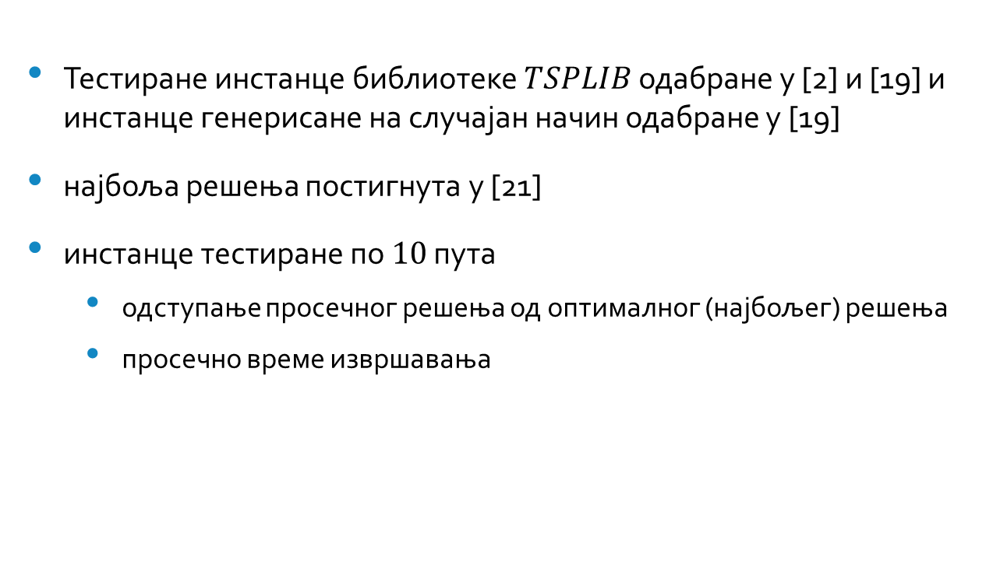 • Тестиране инстанце библиотеке TSPLIB одабране у [2] и [19] и
инстанце генерисане на случајан начин одабране у [19]
• најбоља решења постигнута у [21]
• инстанце тестиране по 10 пута
• одступање просечног решења од оптималног (најбољег) решења
• просечно време извршавања